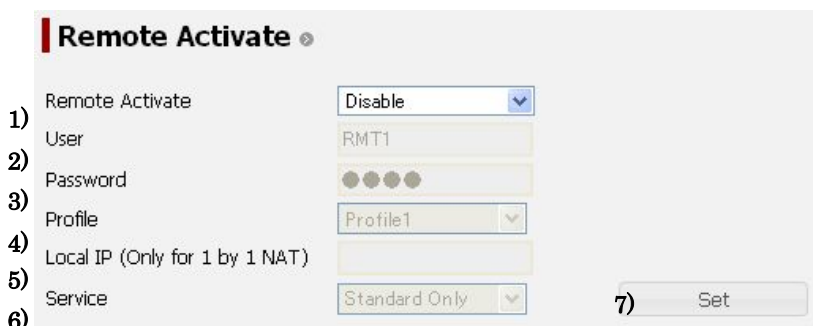 Remote Activate
Remote Activate Disable
1)
User RMT1
2)
Password ●●●●
3)
Profile Profile1
4)
Local IP (Only for 1 by 1 NAT)
5)
Service Standard Only 7) Set
6)